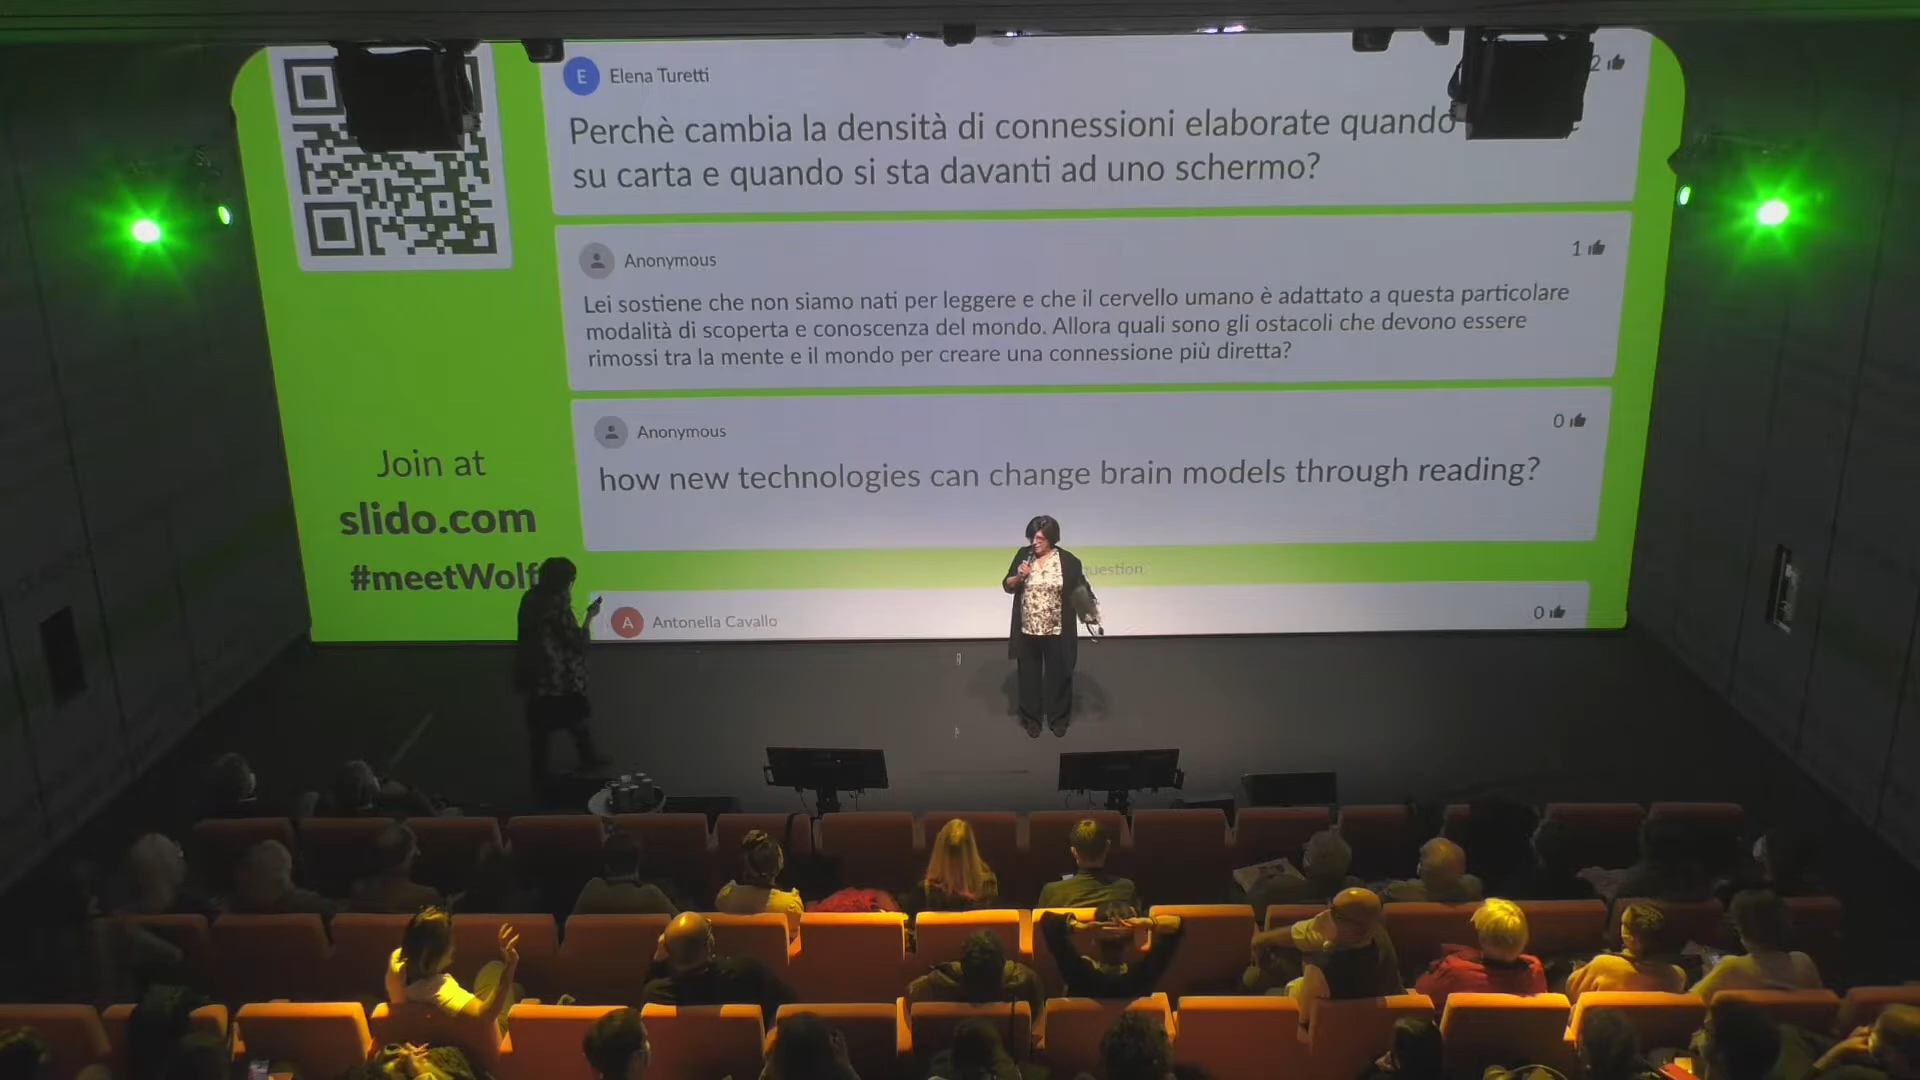 E Elena Turetti
2
Perchè cambia la densità di connessioni elaborate quando
su carta e quando si sta davanti ad uno schermo?
Anonymous
1
Lei sostiene che non siamo nati per leggere e che il cervello umano è adattato a questa particolare
modalità di scoperta e conoscenza del mondo. Allora quali sono gli ostacoli che devono essere
rimossi tra la mente e il mondo per creare una connessione più diretta?
Anonymous
0
how new technologies can change brain models through reading?
question
A Antonella Cavallo
0
Join at
slido.com
#meetWolf